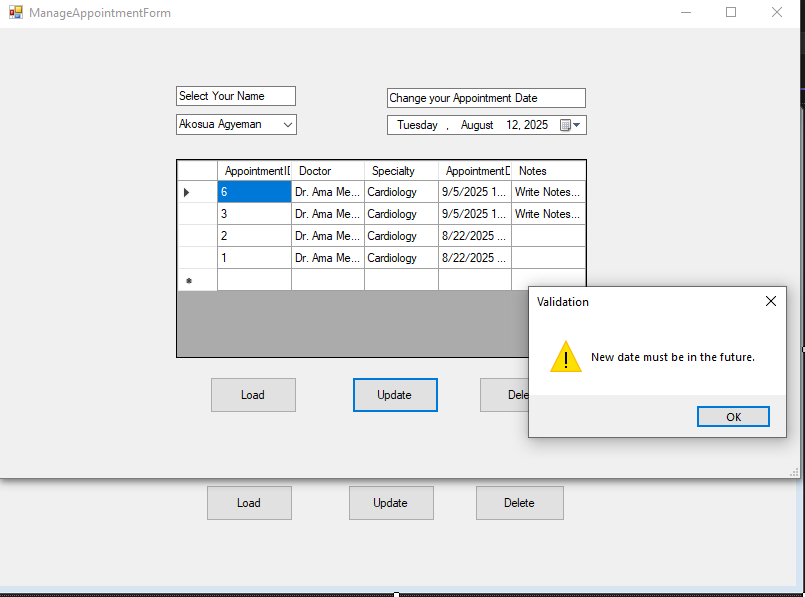 ManageAppointmentForm
Select Your Name
Change your Appointment Date
Akosua Agyeman
Tuesday , August 12, 2025
AppointmentID Doctor Specialty AppointmentD Notes
6 Dr. Ama Me... Cardiology 9/5/2025 1... Write Notes...
3 Dr. Ama Me... Cardiology 9/5/2025 1... Write Notes...
2 Dr. Ama Me... Cardiology 8/22/2025 ...
1 Dr. Ama Me... Cardiology 8/22/2025 ...
Validation
New date must be in the future.
OK
Load Update Dele
Load Update Delete